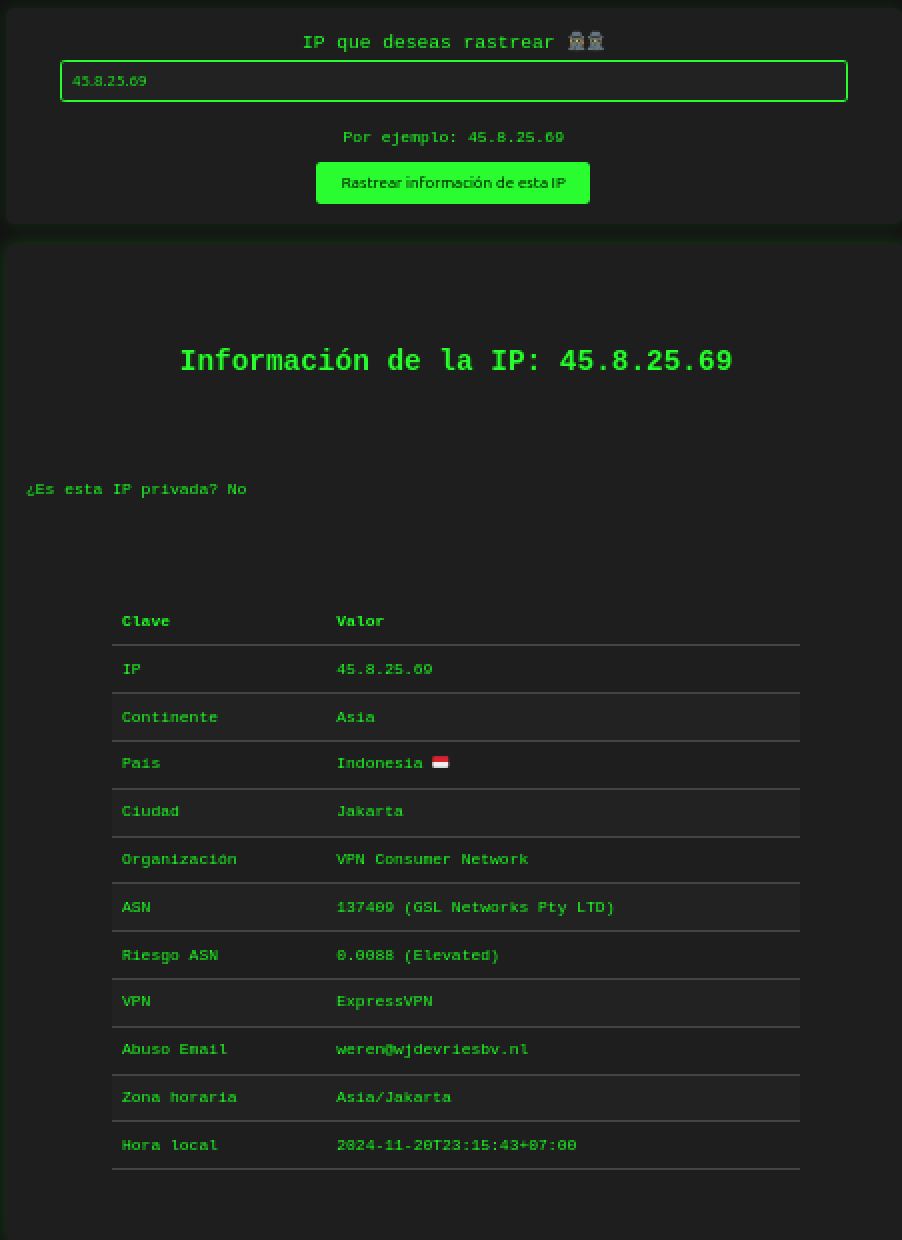 IP que deseas rastrear
45.8.25.69
Por ejemplo: 45.8.25.69
Rastrear información de esta IP
Información de la IP: 45.8.25.69
¿Es esta IP privada? No
Clave Valor
IP 45.8.25.69
Continente Asia
País Indonesia
Ciudad Jakarta
Organización VPN Consumer Network
ASN 137409 (GSL Networks Pty LTD)
Riesgo ASN 0.0088 (Elevated)
VPN ExpressVPN
Abuso Email weren@wjdevriesbv.nl
Zona horaria Asia/Jakarta
Hora local 2024-11-20T23:15:43+07:00